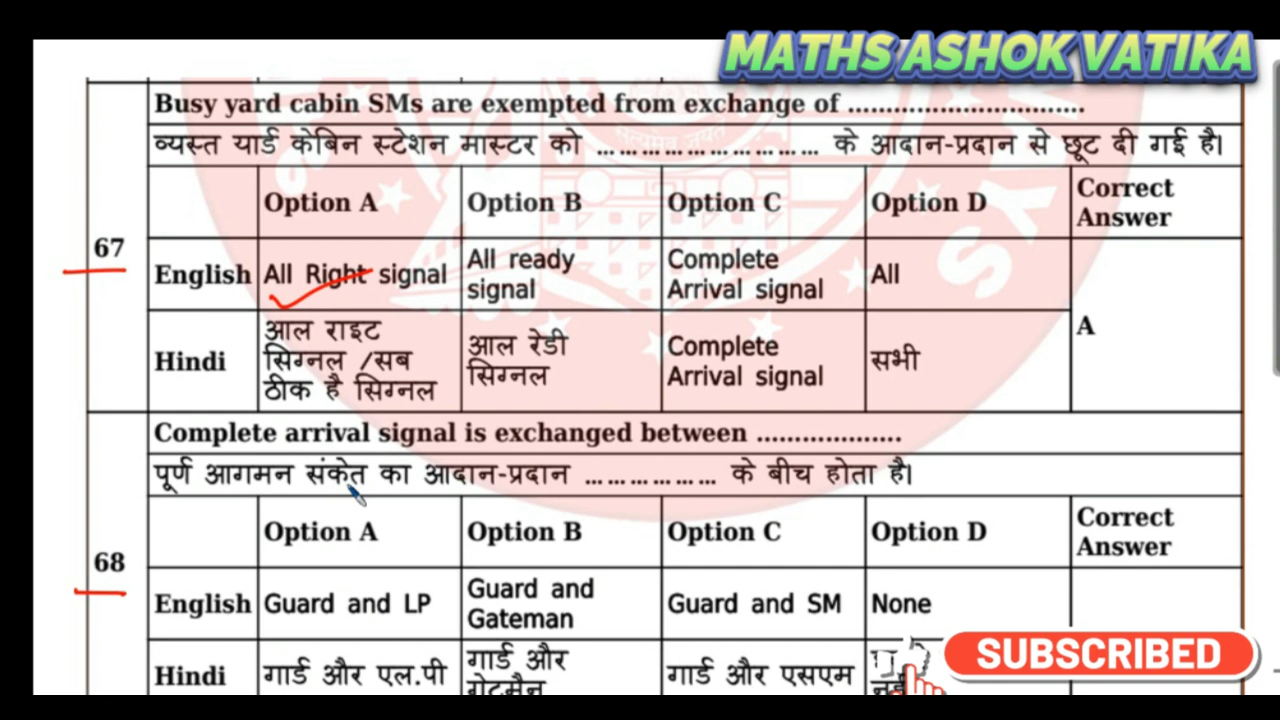 MATHS ASHOK VATIKA
Busy yard cabin SMs are exempted from exchange of ................................
व्यस्त यार्ड केबिन स्टेशन मास्टर को ... ... ... ... ... ... ... ... ... ... के आदान-प्रदान से छूट दी गई है।
67
Option A
Option B
Option C
Option D
Correct
Answer
English
All Right signal
All ready
signal
Complete
Arrival signal
All
A
Hindi
आल राइट
सिग्नल /सब
ठीक है सिग्नल
आल रेडी
सिग्नल
Complete
Arrival signal
सभी
Complete arrival signal is exchanged between ...................
पूर्ण आगमन संकेत का आदान-प्रदान ... ... ... ... ... ... के बीच होता है।
68
Option A
Option B
Option C
Option D
Correct
Answer
English
Guard and LP
Guard and
Gateman
Guard and SM
None
Hindi
गार्ड और एल.पी
गार्ड और
गेटमैन
गार्ड और एसएम
SUBSCRIBED